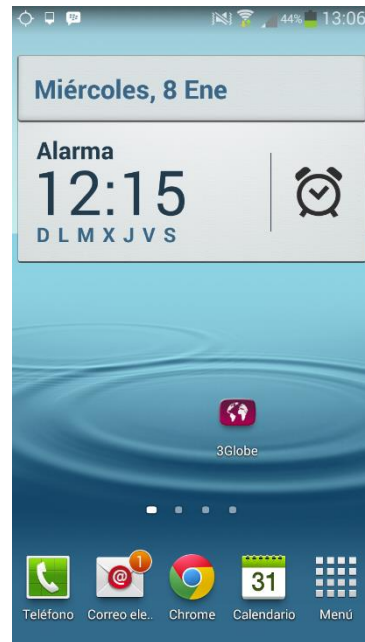 44% 13:06
Miércoles, 8 Ene
Alarma
12:15
D L M X J V S
3Globe
@ 1 31
Teléfono Correo ele.. Chrome Calendario Menú